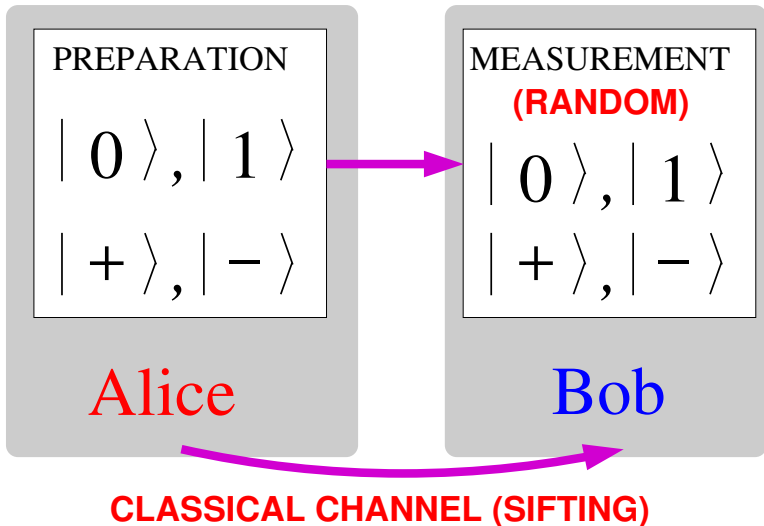 PREPARATION
| 0 ⟩, | 1 ⟩
| + ⟩, | − ⟩
Alice
MEASUREMENT
(RANDOM)
| 0 ⟩, | 1 ⟩
| + ⟩, | − ⟩
Bob
CLASSICAL CHANNEL (SIFTING)